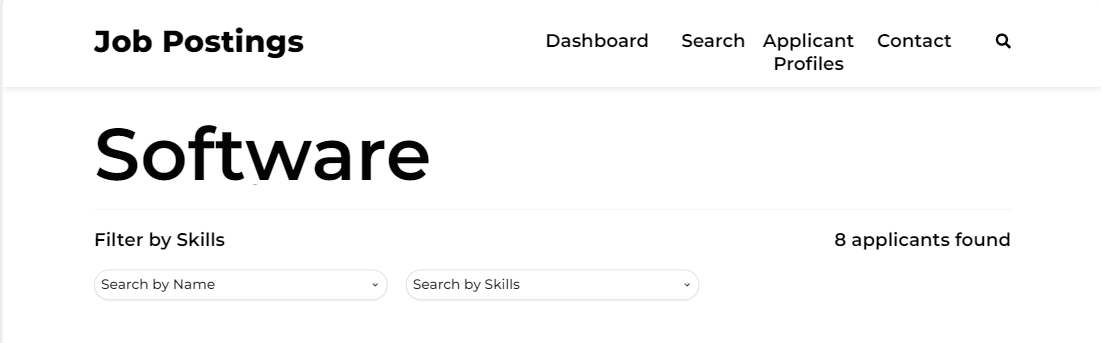 Job Postings
Dashboard Search Applicant Profiles Contact
Software
Filter by Skills
8 applicants found
Search by Name
Search by Skills